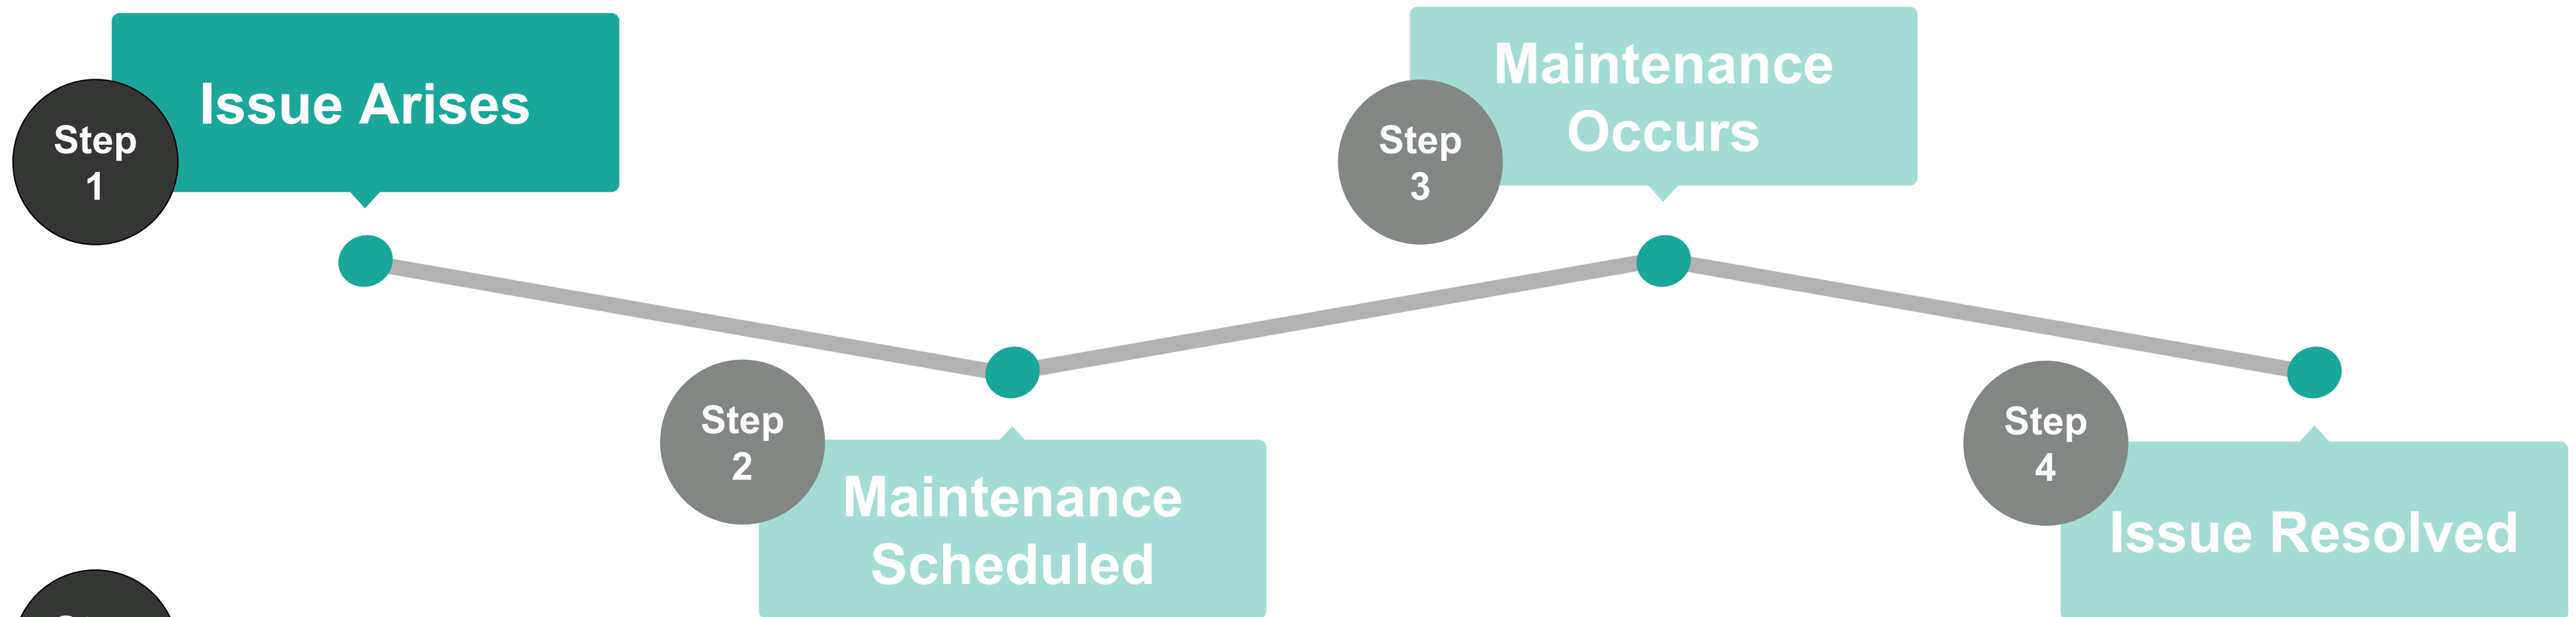 Step
1
Issue Arises
Step
2
Maintenance
Scheduled
Step
3
Maintenance
Occurs
Step
4
Issue Resolved